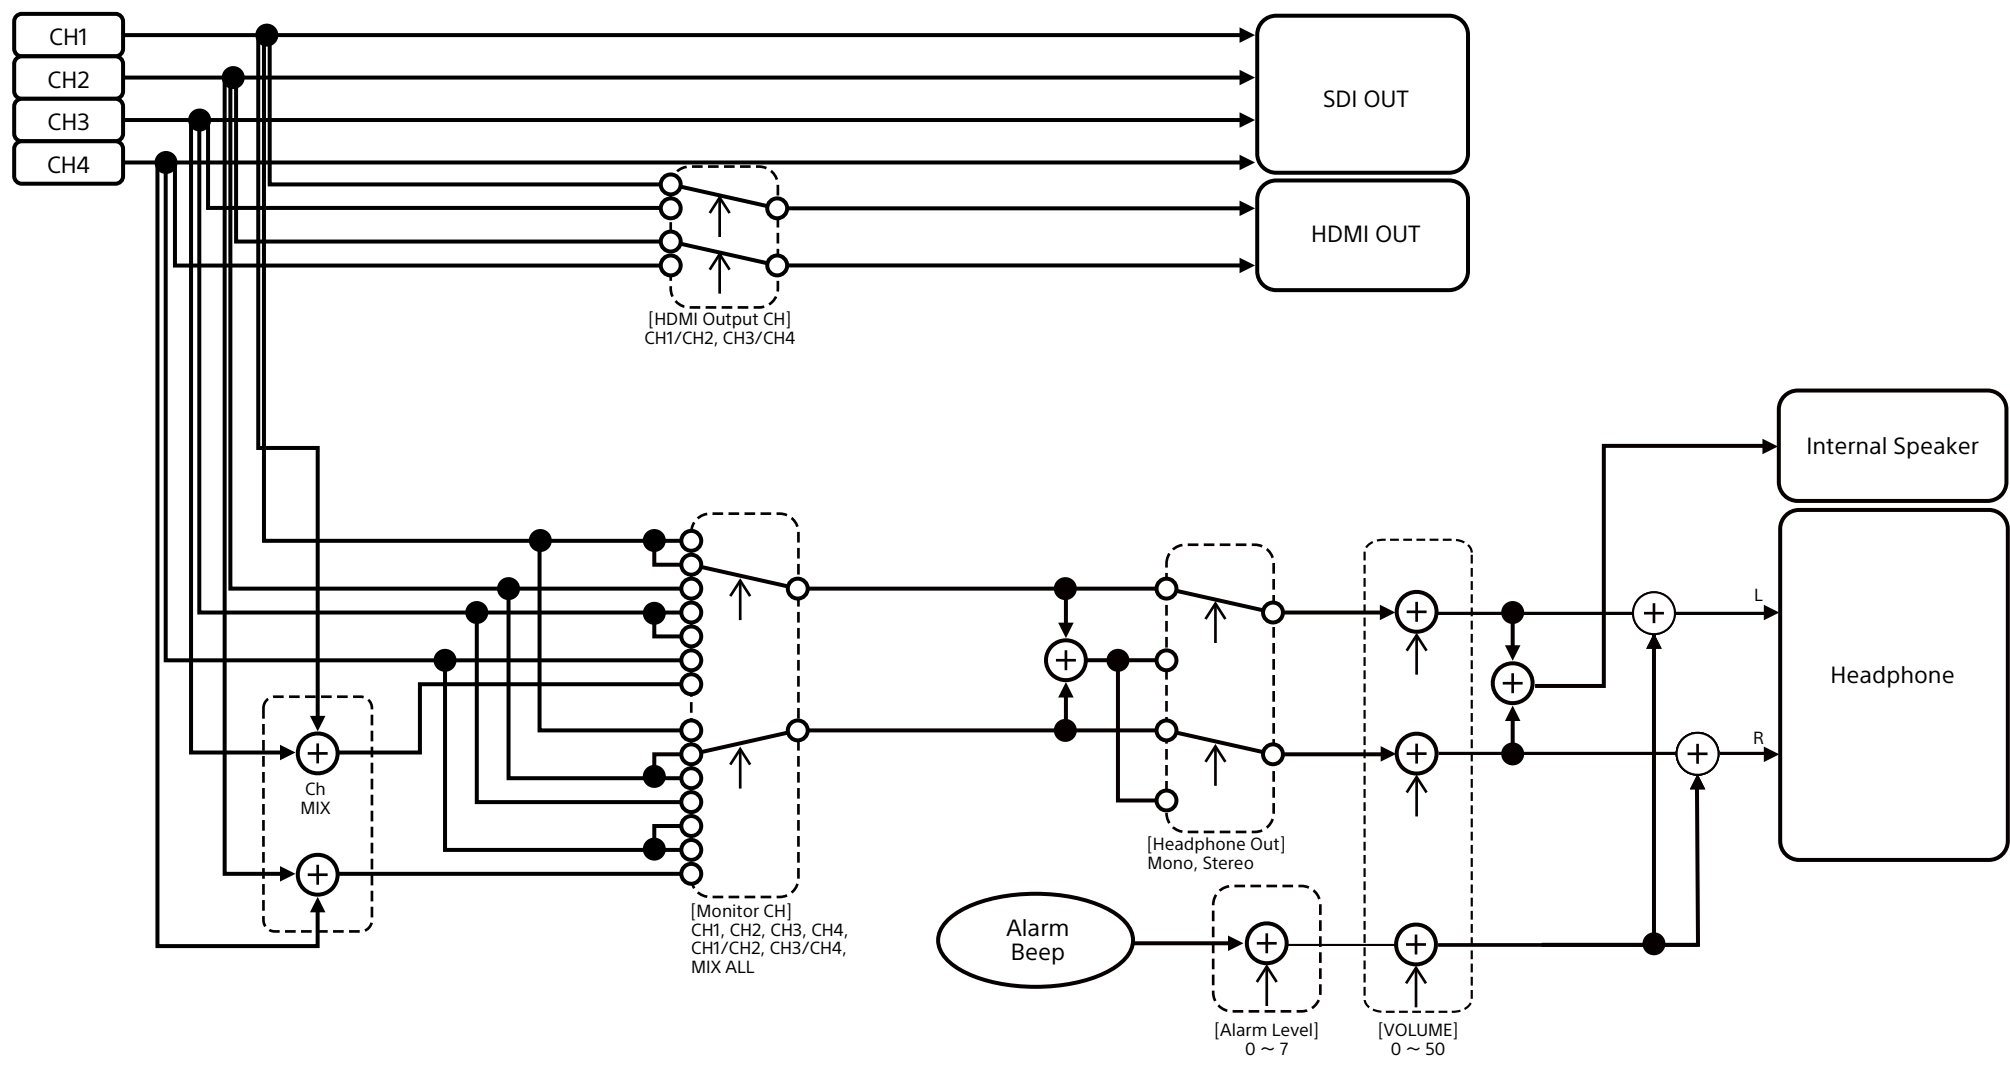 CH1
CH2
CH3
CH4
SDI OUT
HDMI OUT
[HDMI Output CH]
CH1/CH2, CH3/CH4
Internal Speaker
Headphone
L
R
Ch
MIX
[Monitor CH]
CH1, CH2, CH3, CH4,
CH1/CH2, CH3/CH4,
MIX ALL
[Headphone Out]
Mono, Stereo
Alarm
Beep
[Alarm Level]
0 ~ 7
[VOLUME]
0 ~ 50